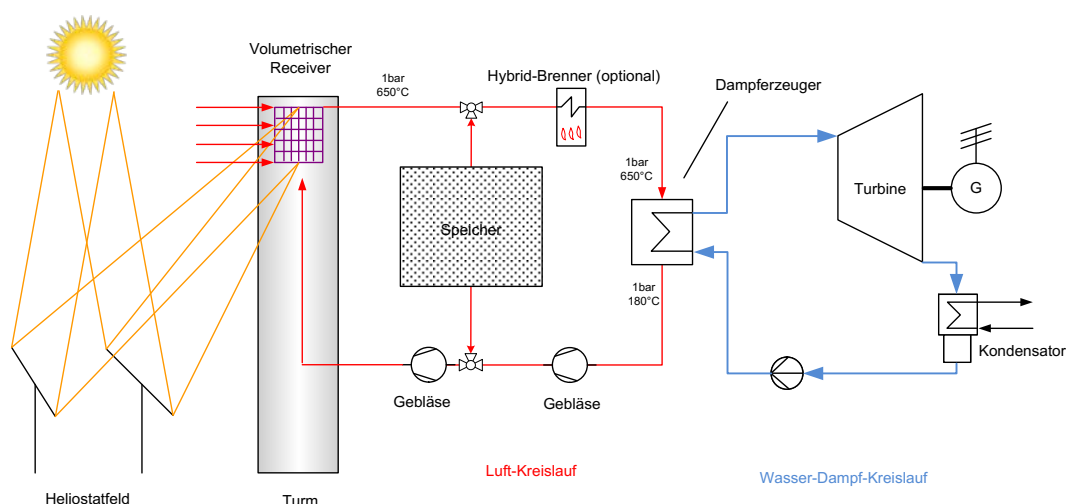 Volumetrischer
Receiver
1bar
650°C
Hybrid-Brenner (optional)
Dampferzeuger
1bar
650°C
Turbine
G
Speicher
1bar
180°C
Kondensator
Gebläse
Gebläse
Luft-Kreislauf
Wasser-Dampf-Kreislauf
Heliostatfeld
Turm